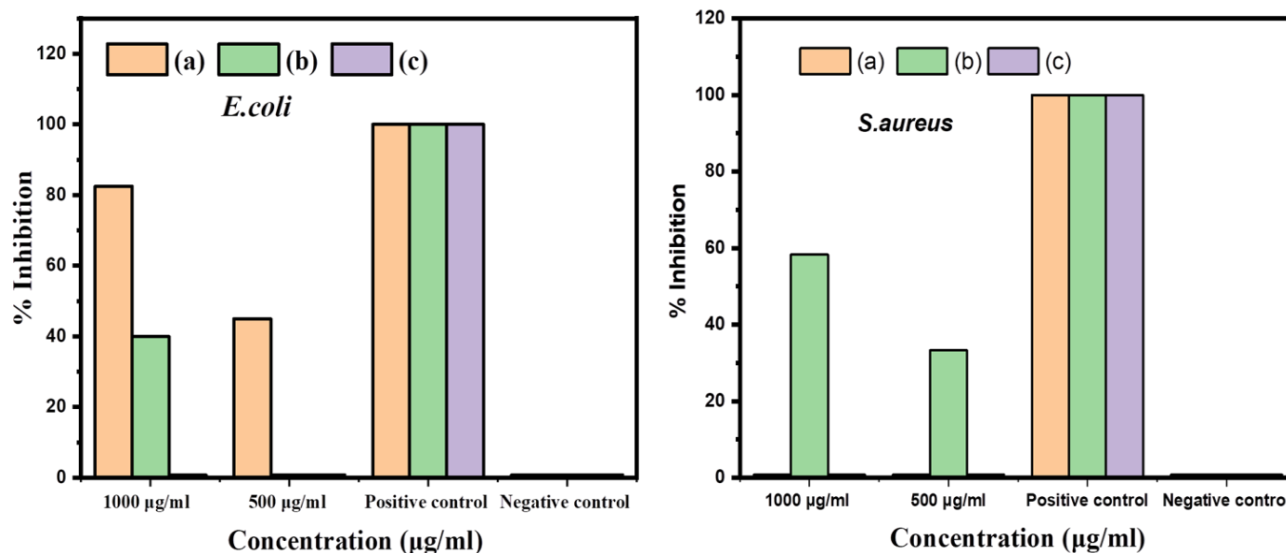 120
100
80
60
40
20
0
% Inhibition
(a) (b) (c)
E.coli
1000 µg/ml 500 µg/ml Positive control Negative control
Concentration (µg/ml)
120
100
80
60
40
20
0
% Inhibition
(a) (b) (c)
S.aureus
1000 µg/ml 500 µg/ml Positive control Negative control
Concentration (µg/ml)